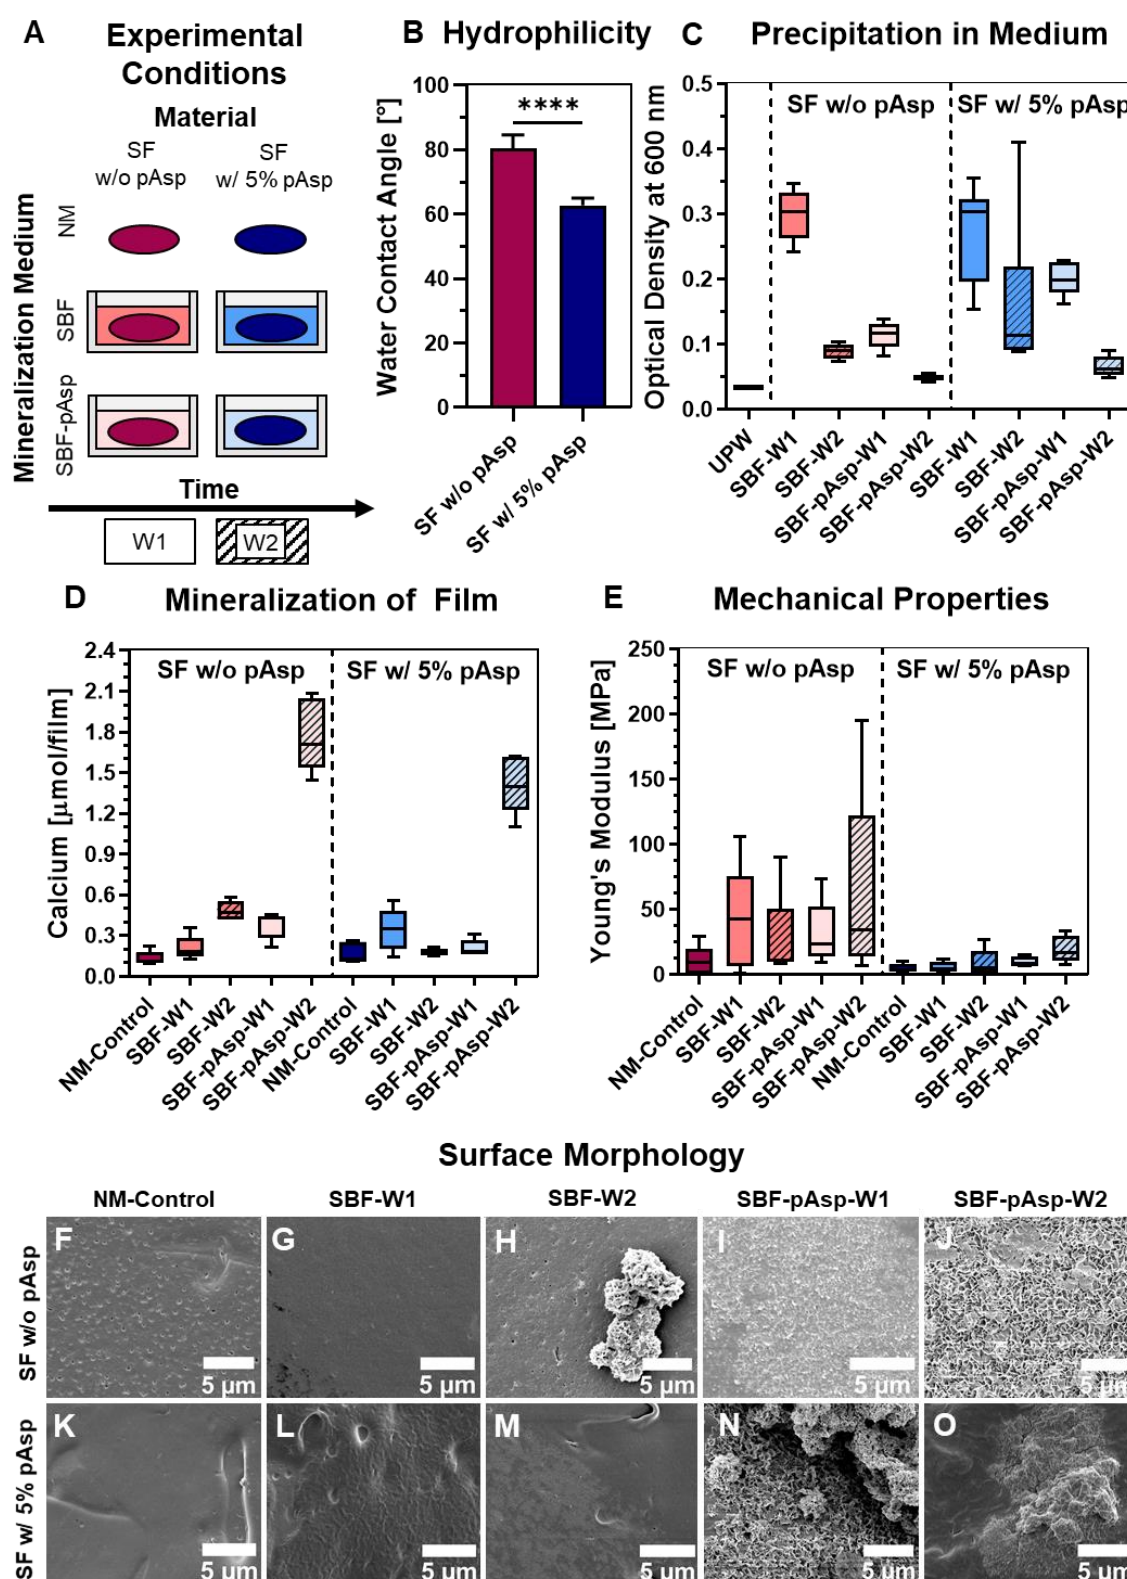 A
Experimental
Conditions
Material
SF
w/o pAsp
SF
w/ 5% pAsp
Mineralization Medium
NM
SBF
SBF-pAsp
Time
W1
W2
B
Hydrophilicity
Water Contact Angle [°]
100
80
60
40
20
0
****
SF w/o pAsp
SF w/ 5% pAsp
C
Precipitation in Medium
Optical Density at 600 nm
0.5
0.4
0.3
0.2
0.1
0.0
SF w/o pAsp
SF w/ 5% pAsp
UPW
SBF-W1
SBF-W2
SBF-pAsp-W1
SBF-pAsp-W2
SBF-W1
SBF-W2
SBF-pAsp-W1
SBF-pAsp-W2
D
Mineralization of Film
Calcium [µmol/film]
2.4
2.1
1.8
1.5
1.2
0.9
0.6
0.3
0.0
SF w/o pAsp
SF w/ 5% pAsp
NM-Control
SBF-W1
SBF-W2
SBF-pAsp-W1
SBF-pAsp-W2
NM-Control
SBF-W1
SBF-W2
SBF-pAsp-W1
SBF-pAsp-W2
E
Mechanical Properties
Young's Modulus [MPa]
250
200
150
100
50
0
SF w/o pAsp
SF w/ 5% pAsp
NM-Control
SBF-W1
SBF-W2
SBF-pAsp-W1
SBF-pAsp-W2
NM-Control
SBF-W1
SBF-W2
SBF-pAsp-W1
SBF-pAsp-W2
Surface Morphology
NM-Control
SBF-W1
SBF-W2
SBF-pAsp-W1
SBF-pAsp-W2
SF w/o pAsp
F
5 µm
G
5 µm
H
5 µm
I
5 µm
J
5 µm
SF w/ 5% pAsp
K
5 µm
L
5 µm
M
5 µm
N
5 µm
O
5 µm